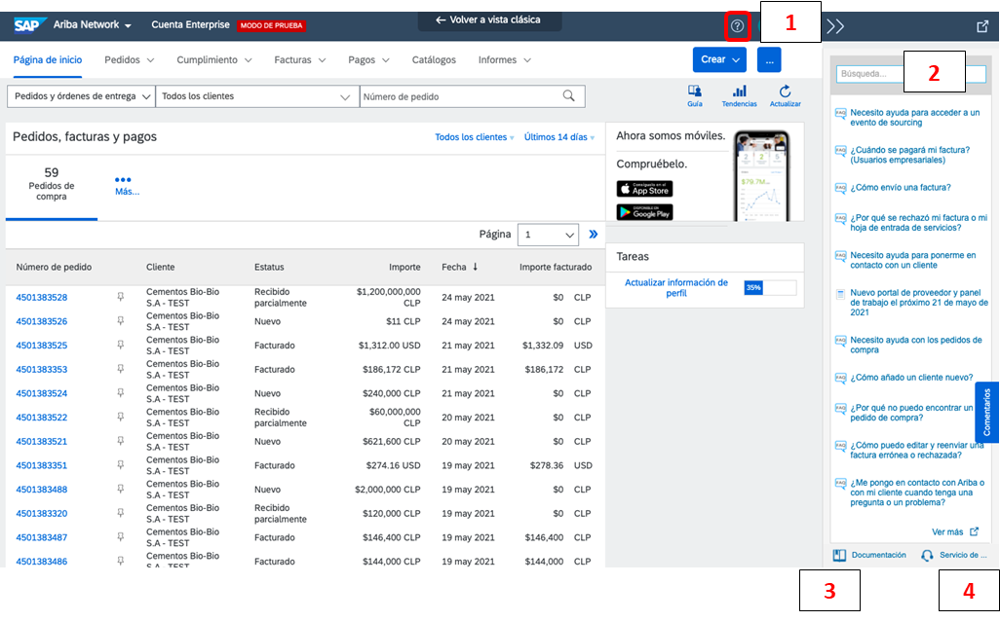 SAP Ariba Network Cuenta Enterprise MODO DE PRUEBA ← Volver a vista clásica ? 1
Página de inicio Pedidos Cumplimiento Facturas Pagos Catálogos Informes Crear ...
Pedidos y órdenes de entrega Todos los clientes Número de pedido Guía Tendencias Actualizar
Pedidos, facturas y pagos Todos los clientes Últimos 14 días
59
Pedidos de
compra
Más...
Página 1
Número de pedido Cliente Estatus Importe Fecha ↓ Importe facturado
4501383528 Cementos Bio-Bio S.A - TEST Recibido parcialmente $1,200,000,000 CLP 24 may 2021 $0 CLP
4501383526 Cementos Bio-Bio S.A - TEST Nuevo $11 CLP 24 may 2021 $0 CLP
4501383525 Cementos Bio-Bio S.A - TEST Facturado $1,312.00 USD 21 may 2021 $1,332.09 USD
4501383353 Cementos Bio-Bio S.A - TEST Facturado $186,172 CLP 21 may 2021 $186,172 CLP
4501383524 Cementos Bio-Bio S.A - TEST Nuevo $240,000 CLP 21 may 2021 $0 CLP
4501383522 Cementos Bio-Bio S.A - TEST Recibido parcialmente $60,000,000 CLP 20 may 2021 $0 CLP
4501383521 Cementos Bio-Bio S.A - TEST Nuevo $621,600 CLP 20 may 2021 $0 CLP
4501383351 Cementos Bio-Bio S.A - TEST Facturado $274.16 USD 19 may 2021 $278.36 USD
4501383488 Cementos Bio-Bio S.A - TEST Nuevo $2,000,000 CLP 19 may 2021 $0 CLP
4501383320 Cementos Bio-Bio S.A - TEST Recibido parcialmente $120,000 CLP 19 may 2021 $0 CLP
4501383487 Cementos Bio-Bio S.A - TEST Facturado $146,400 CLP 19 may 2021 $146,400 CLP
4501383486 Cementos Bio-Bio S.A - TEST Facturado $144,000 CLP 19 may 2021 $144,000 CLP
Ahora somos móviles.
Compruébelo.
App Store
Google Play
$79.7M
Tareas
Actualizar información de
perfil
35%
Búsqueda...
2
Necesito ayuda para acceder a un
evento de sourcing
¿Cuándo se pagará mi factura?
(Usuarios empresariales)
¿Cómo envío una factura?
¿Por qué se rechazó mi factura o mi
hoja de entrada de servicios?
Necesito ayuda para ponerme en
contacto con un cliente
Nuevo portal de proveedor y panel
de trabajo el próximo 21 de mayo de
2021
Necesito ayuda con los pedidos de
compra
¿Cómo añado un cliente nuevo?
¿Por qué no puedo encontrar un
pedido de compra?
¿Cómo puedo editar y reenviar una
factura errónea o rechazada?
¿Me pongo en contacto con Ariba o
con mi cliente cuando tenga una
pregunta o un problema?
Comentarios
Ver más
Documentación Servicio de ...
3 4